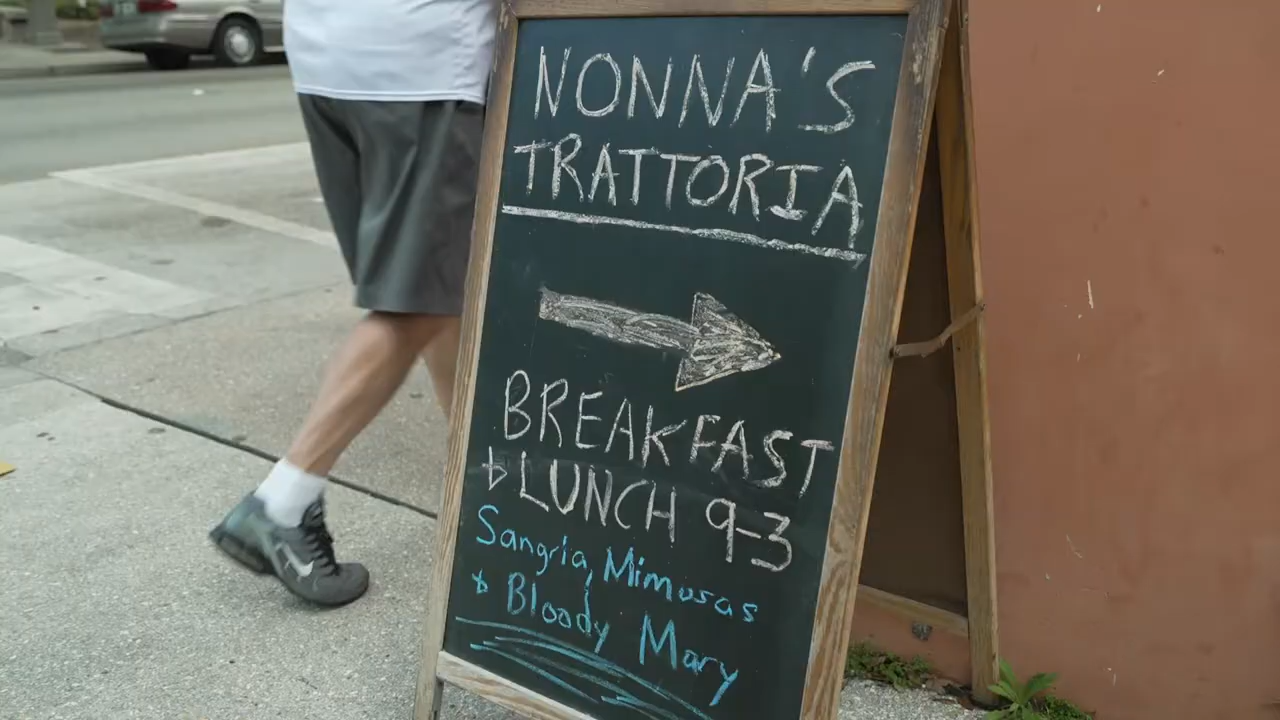 NONNA'S
TRATTORIA
BREAKFAST
& LUNCH 9-3
Sangria, Mimosas
& Bloody Mary